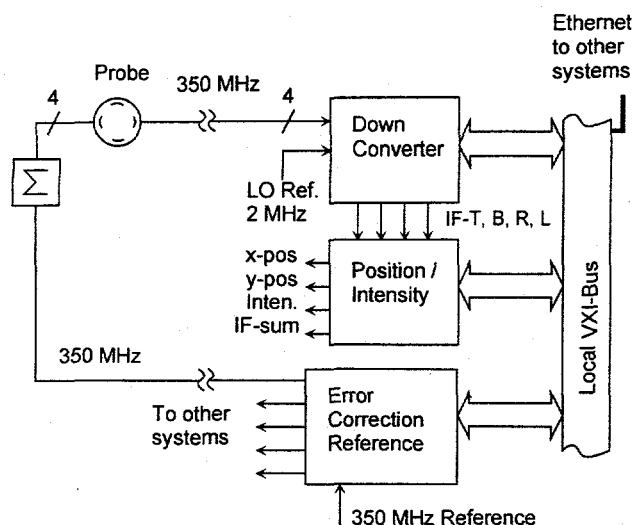 Ethernet
to other
systems
Probe
350 MHz
4
4
Down
Converter
Σ
LO Ref.
2 MHz
IF-T, B, R, L
x-pos
y-pos
Inten.
IF-sum
Position /
Intensity
Local VXI-Bus
350 MHz
To other
systems
Error
Correction
Reference
350 MHz Reference